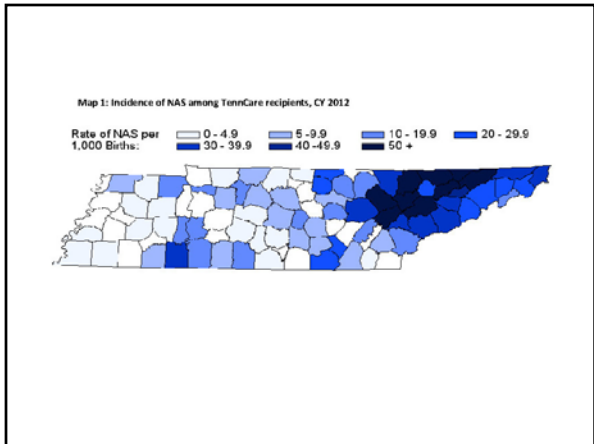 Map 1: Incidence of NAS among TennCare recipients, CY 2012
Rate of NAS per 0 - 4.9 5 -9.9 10 - 19.9 20 - 29.9
1,000 Births: 30 - 39.9 40 -49.9 50 +